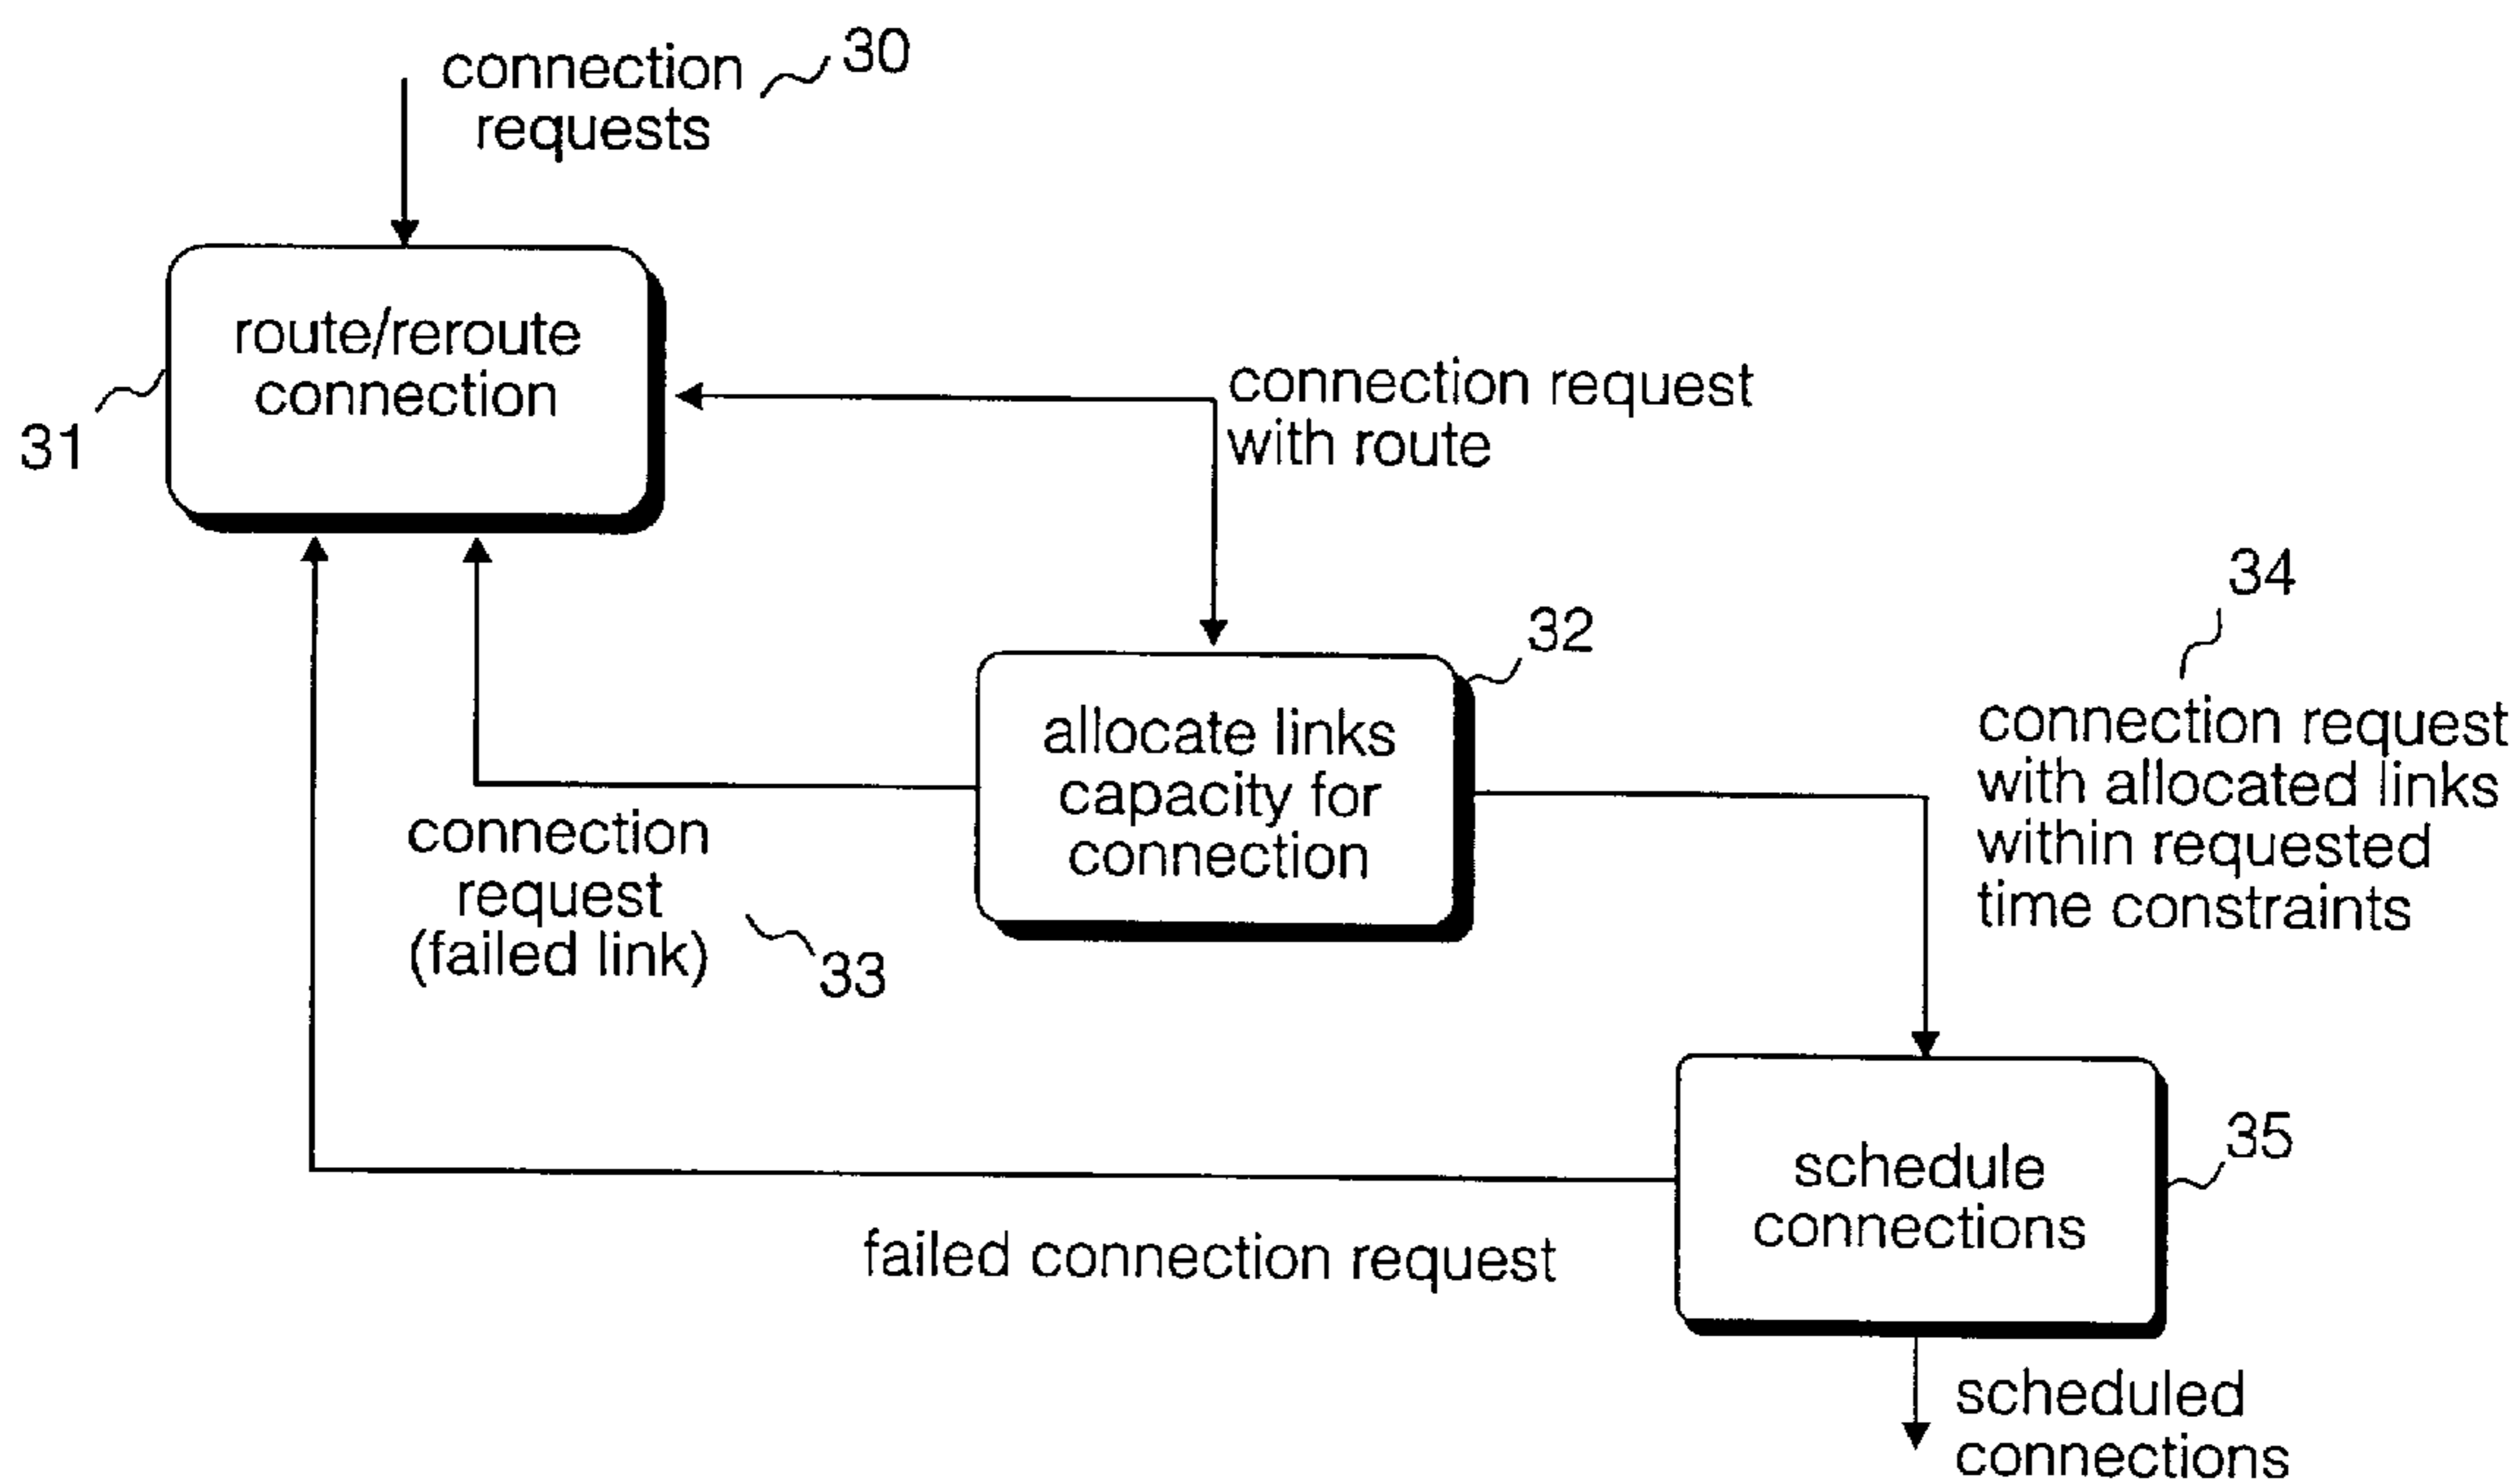 connection
requests
30
route/reroute
connection
31
connection request
with route
32
allocate links
capacity for
connection
connection
request
(failed link)
33
34
connection request
with allocated links
within requested
time constraints
35
schedule
connections
failed connection request
scheduled
connections